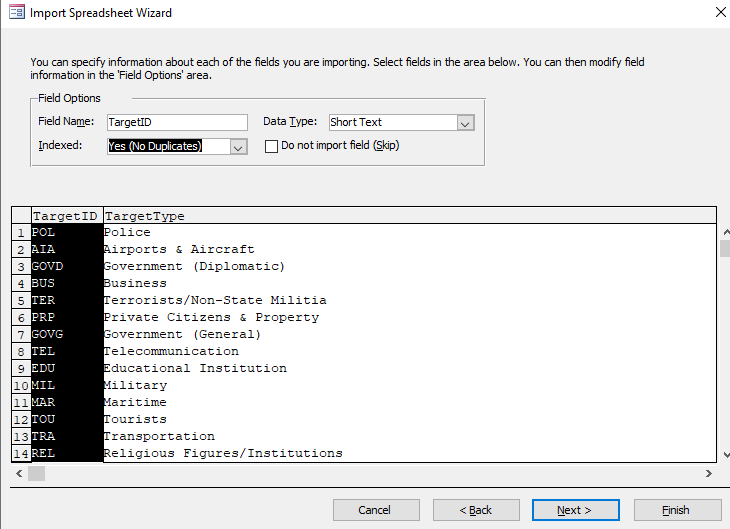 Import Spreadsheet Wizard
You can specify information about each of the fields you are importing. Select fields in the area below. You can then modify field
information in the 'Field Options' area.
Field Options
Field Name: TargetID Data Type: Short Text
Indexed: Yes (No Duplicates) Do not import field (Skip)
TargetID TargetType
1 POL Police
2 AIA Airports & Aircraft
3 GOVD Government (Diplomatic)
4 BUS Business
5 TER Terrorists/Non-State Militia
6 PRP Private Citizens & Property
7 GOVG Government (General)
8 TEL Telecommunication
9 EDU Educational Institution
10 MIL Military
11 MAR Maritime
12 TOU Tourists
13 TRA Transportation
14 REL Religious Figures/Institutions
Cancel < Back Next > Finish